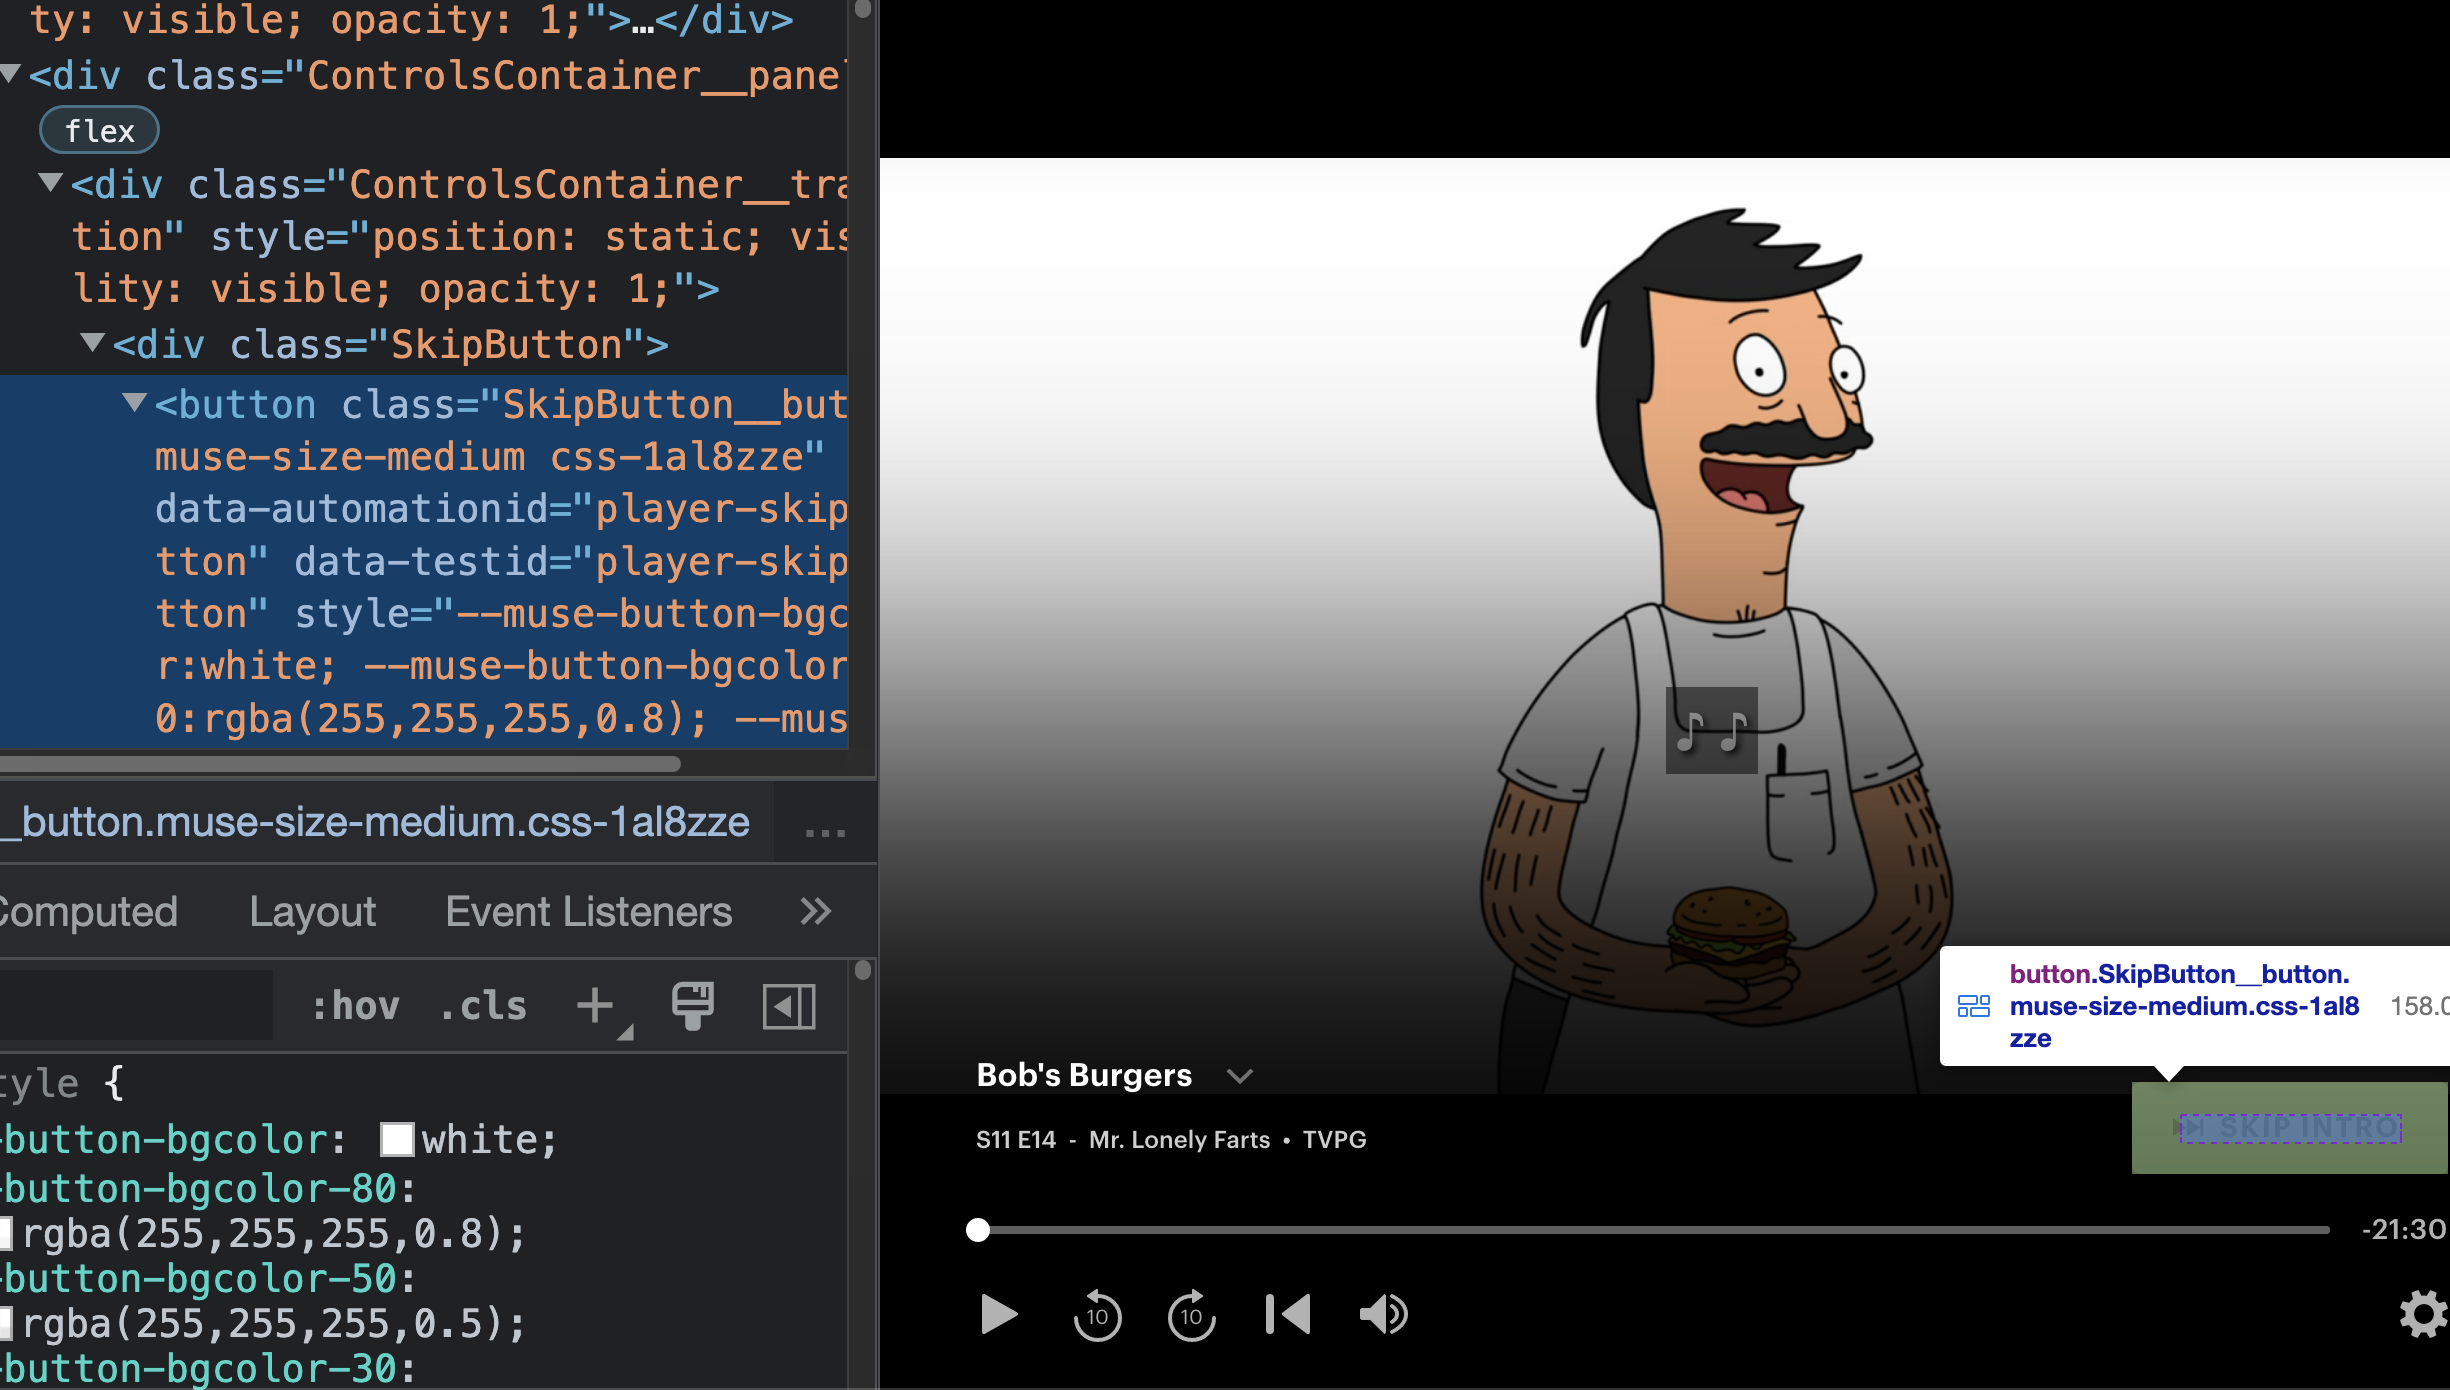 ty: visible; opacity: 1;">…</div>
<div class="ControlsContainer__pane
flex
<div class="ControlsContainer__tra
tion" style="position: static; vis
lity: visible; opacity: 1;">
<div class="SkipButton">
<button class="SkipButton__but
muse-size-medium css-1al8zze"
data-automationid="player-skip
tton" data-testid="player-skip
tton" style="--muse-button-bgc
r:white; --muse-button-bgcolor
0:rgba(255,255,255,0.8); --mus
_button.muse-size-medium.css-1al8zze
...
Computed Layout Event Listeners »
:hov .cls +
tyle {
-button-bgcolor: white;
-button-bgcolor-80:
rgba(255,255,255,0.8);
-button-bgcolor-50:
rgba(255,255,255,0.5);
-button-bgcolor-30:
♪ ♪
button.SkipButton__button.
muse-size-medium.css-1al8
zze
158.0
Bob's Burgers
S11 E14 - Mr. Lonely Farts • TVPG
SKIP INTRO
-21:30
10
10